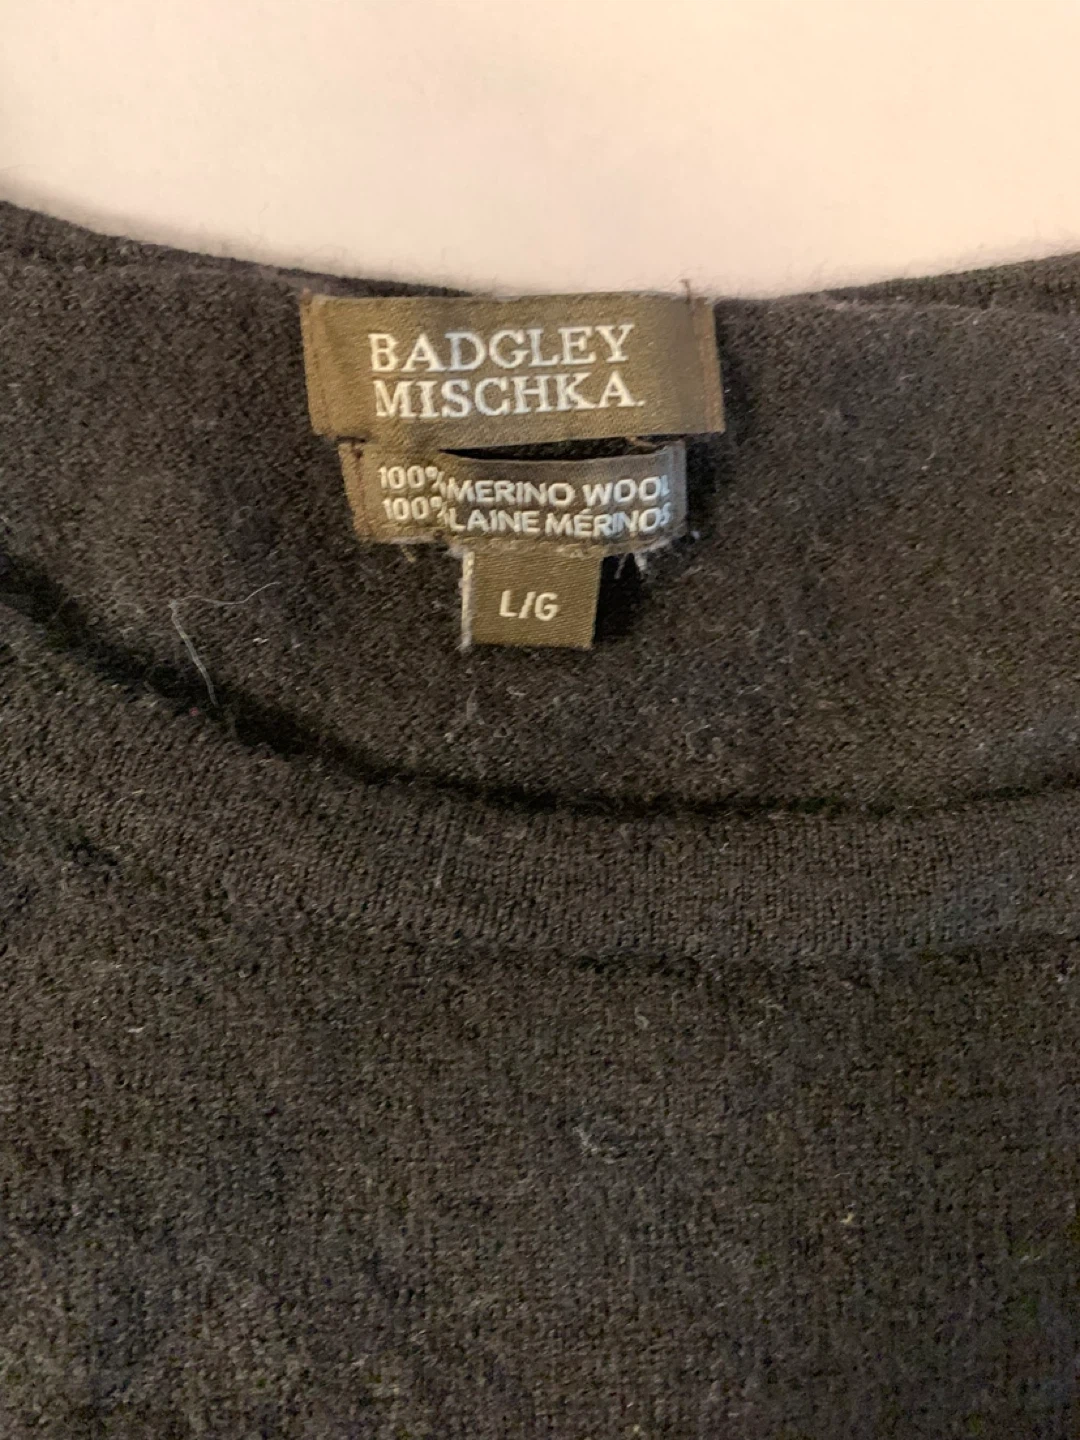 BADGLEY
MISCHKA.
100% MERINO WOOL
100% LAINE MÉRINOS
L/G